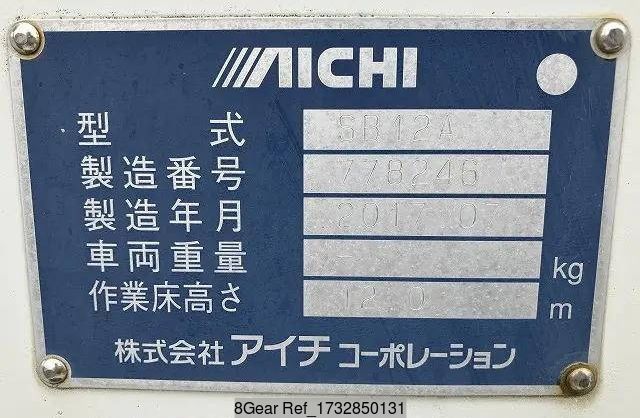 AICHI
型式 SB12A
製造番号 778246
製造年月 2017 07
車両重量 - kg
作業床高さ 12.0 m
株式会社 アイチ コーポレーション
8Gear Ref_1732850131